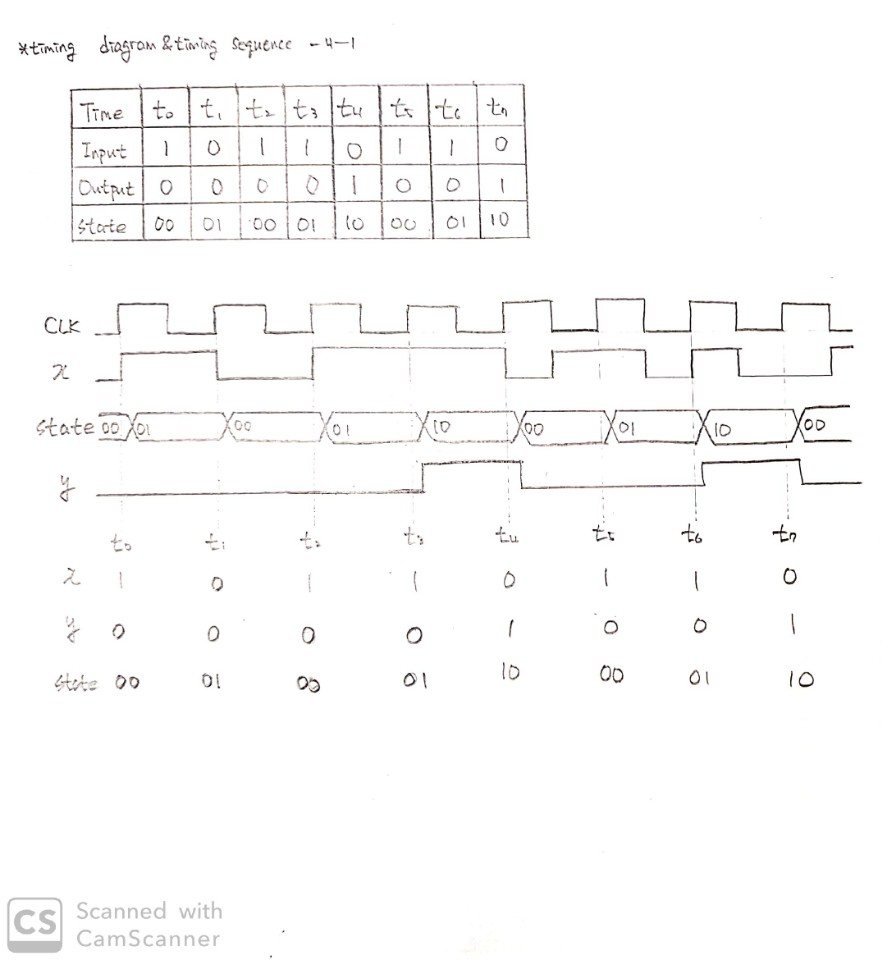 *timing diagram & timing sequence -4-1
Time t0 t1 t2 t3 t4 t5 t6 t7
Input 1 0 1 1 0 1 1 0
Output 0 0 0 0 1 0 0 1
state 00 01 00 01 10 00 01 10
CLK
x
state 00 01 00 01 10 00 01 10 00
y
t0 t1 t2 t3 t4 t5 t6 t7
x 1 0 1 1 0 1 1 0
y 0 0 0 0 1 0 0 1
state 00 01 00 01 10 00 01 10
CS Scanned with
CamScanner